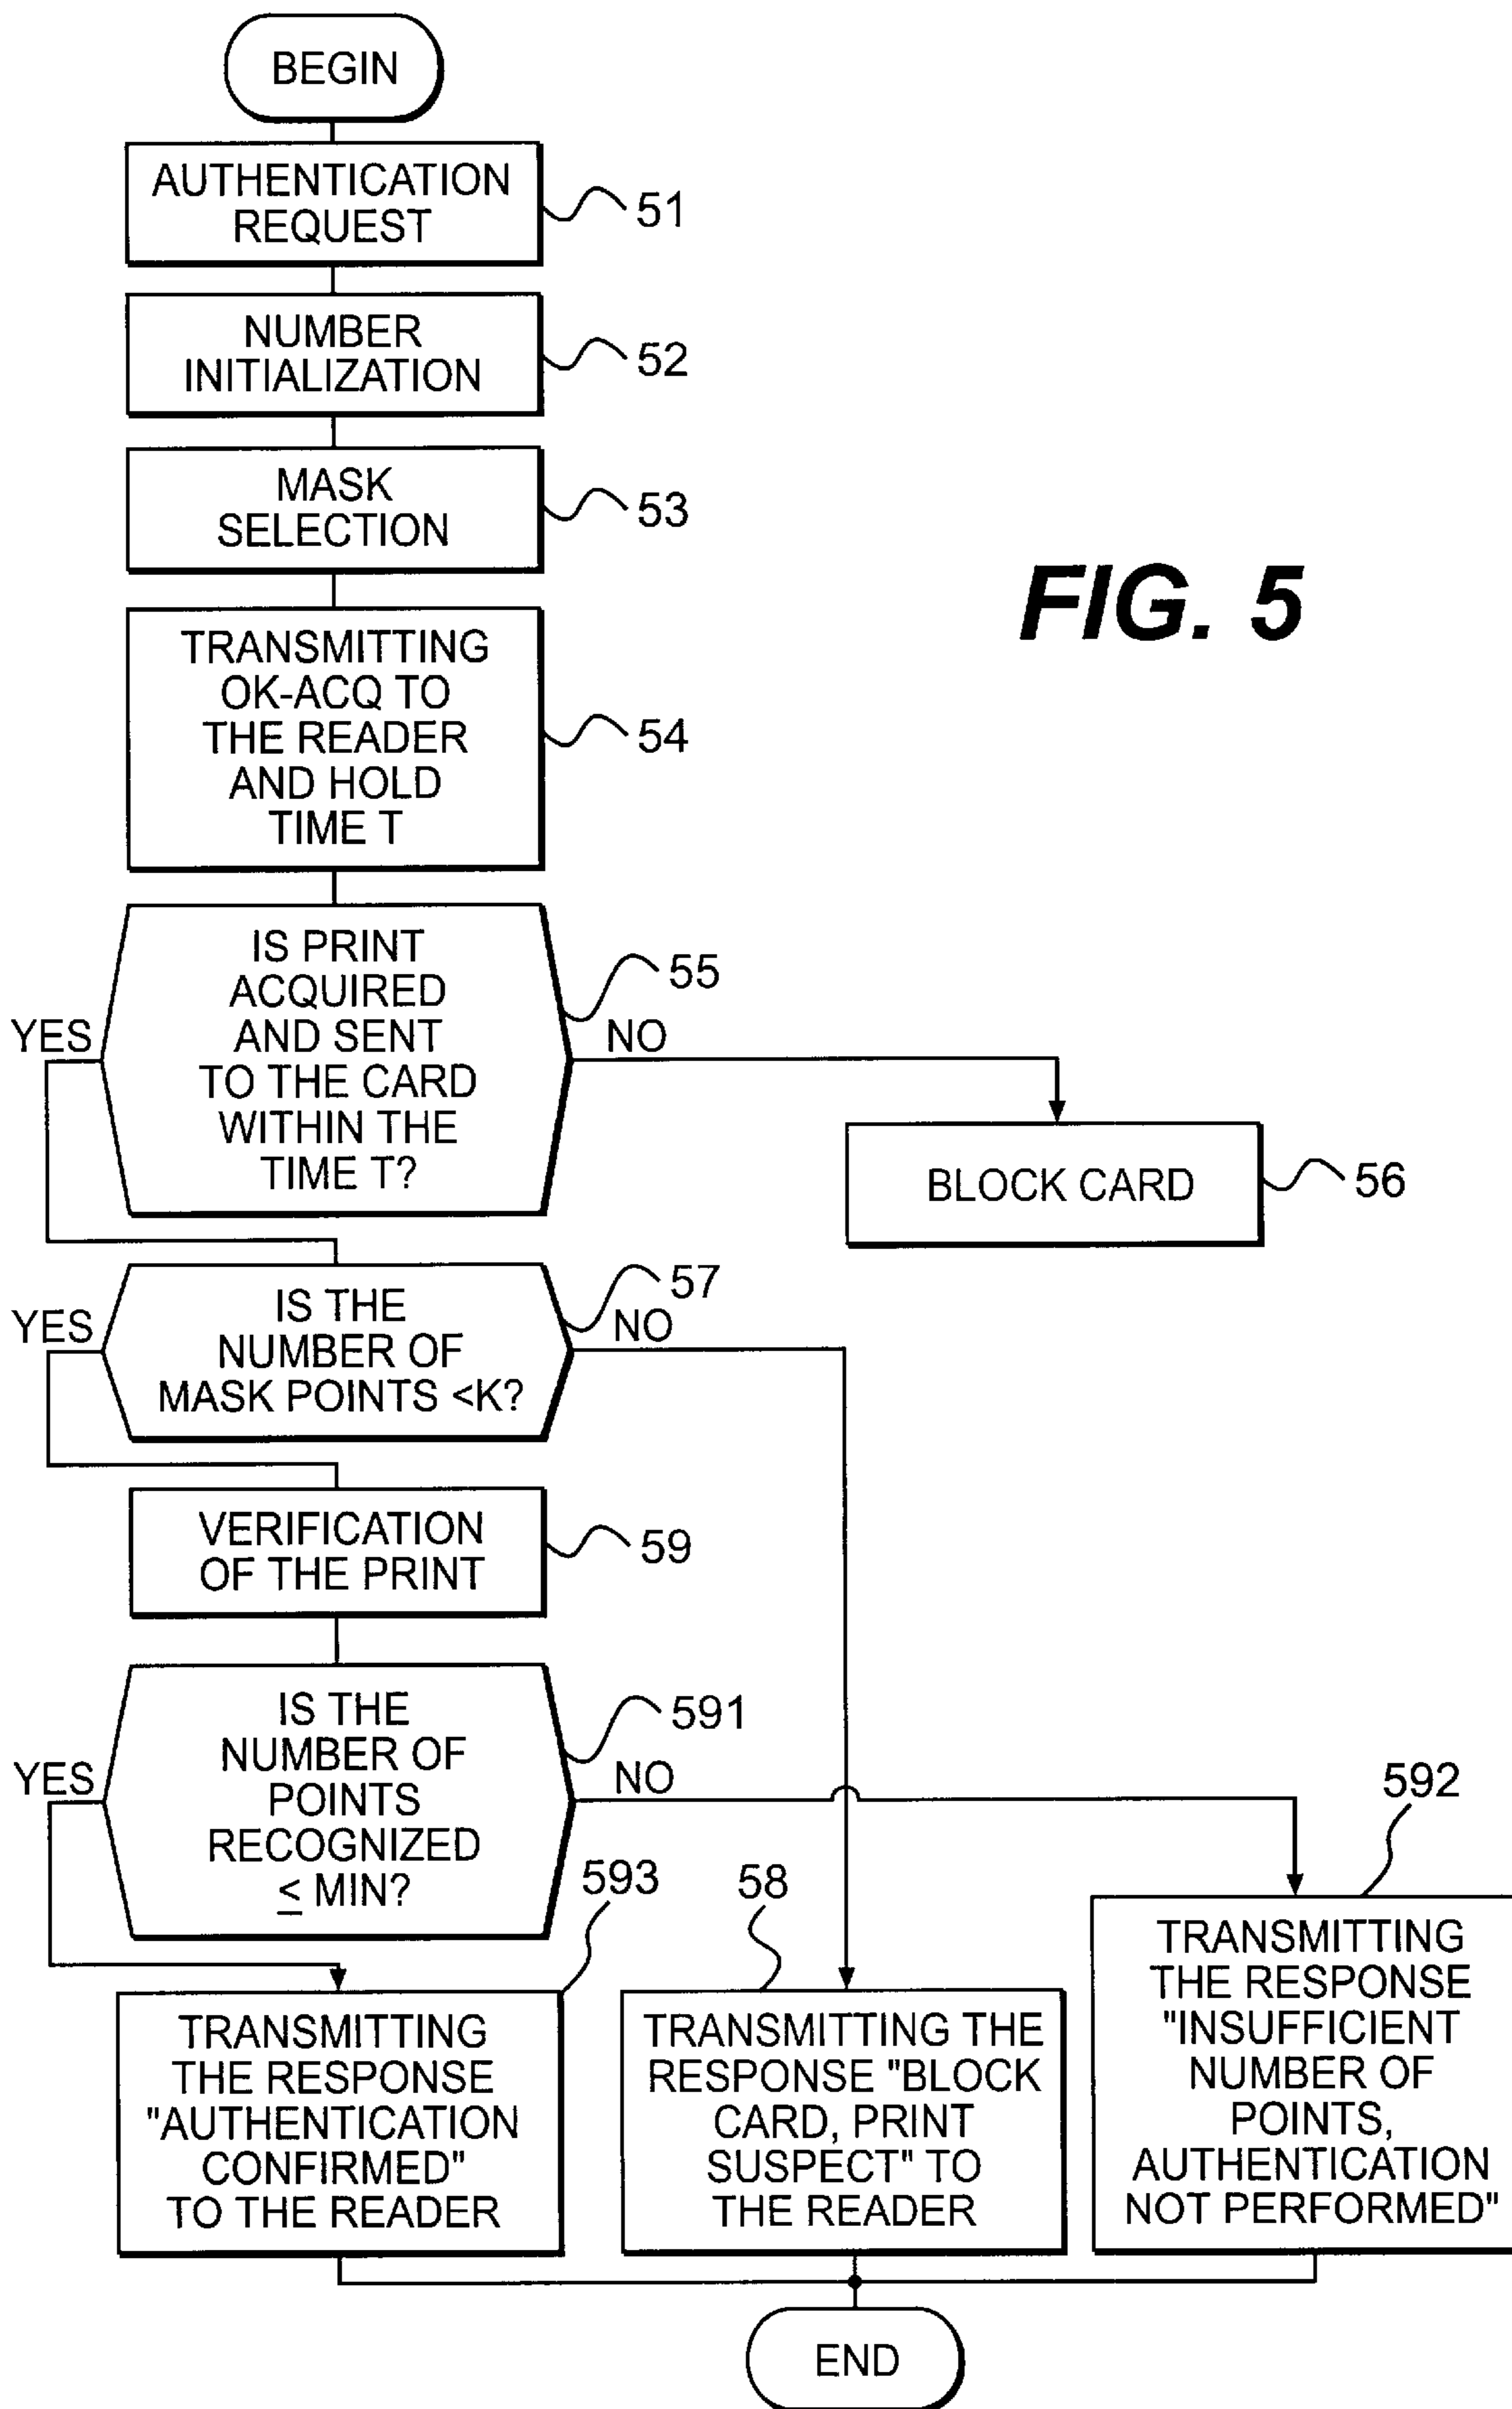 BEGIN
AUTHENTICATION
REQUEST
51
NUMBER
INITIALIZATION
52
MASK
SELECTION
53
FIG. 5
TRANSMITTING
OK-ACQ TO
THE READER
AND HOLD
TIME T
54
IS PRINT
ACQUIRED
AND SENT
TO THE CARD
WITHIN THE
TIME T?
55
YES
NO
BLOCK CARD
56
IS THE
NUMBER OF
MASK POINTS <K?
57
YES
NO
VERIFICATION
OF THE PRINT
59
IS THE
NUMBER OF
POINTS
RECOGNIZED
≤ MIN?
591
YES
NO
593
TRANSMITTING
THE RESPONSE
"AUTHENTICATION
CONFIRMED"
TO THE READER
58
TRANSMITTING THE
RESPONSE "BLOCK
CARD, PRINT
SUSPECT" TO
THE READER
592
TRANSMITTING
THE RESPONSE
"INSUFFICIENT
NUMBER OF
POINTS,
AUTHENTICATION
NOT PERFORMED"
END